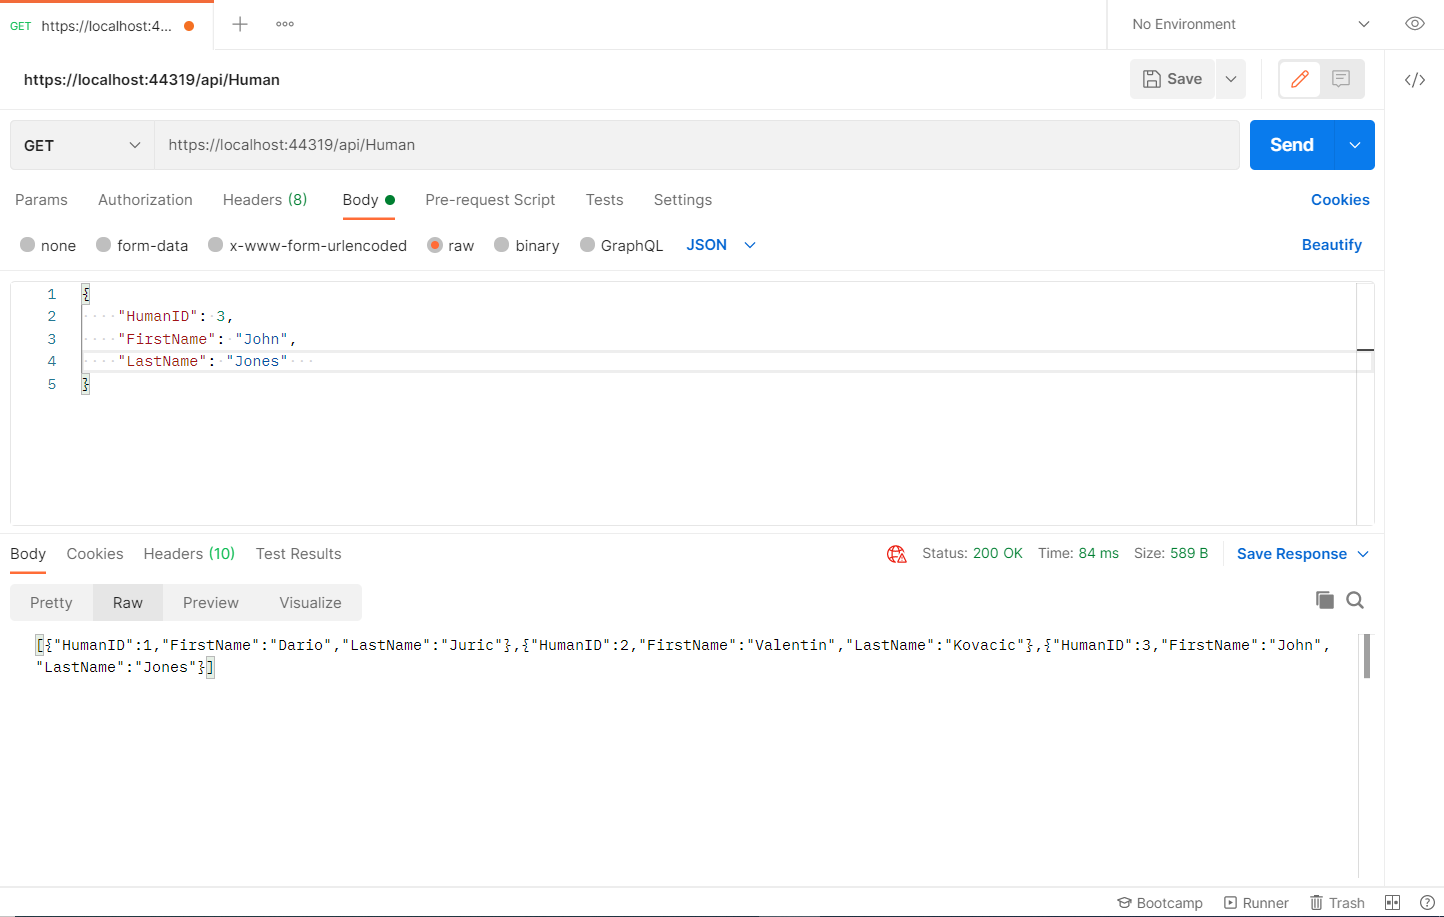 GET https://localhost:4...
No Environment
https://localhost:44319/api/Human
Save
GET https://localhost:44319/api/Human Send
Params Authorization Headers (8) Body Pre-request Script Tests Settings Cookies
none form-data x-www-form-urlencoded raw binary GraphQL JSON Beautify
1 {
2 "HumanID": 3,
3 "FirstName": "John",
4 "LastName": "Jones"
5 }
Body Cookies Headers (10) Test Results Status: 200 OK Time: 84 ms Size: 589 B Save Response
Pretty Raw Preview Visualize
[{"HumanID":1,"FirstName":"Dario","LastName":"Juric"},{"HumanID":2,"FirstName":"Valentin","LastName":"Kovacic"},{"HumanID":3,"FirstName":"John",
"LastName":"Jones"}]
Bootcamp Runner Trash